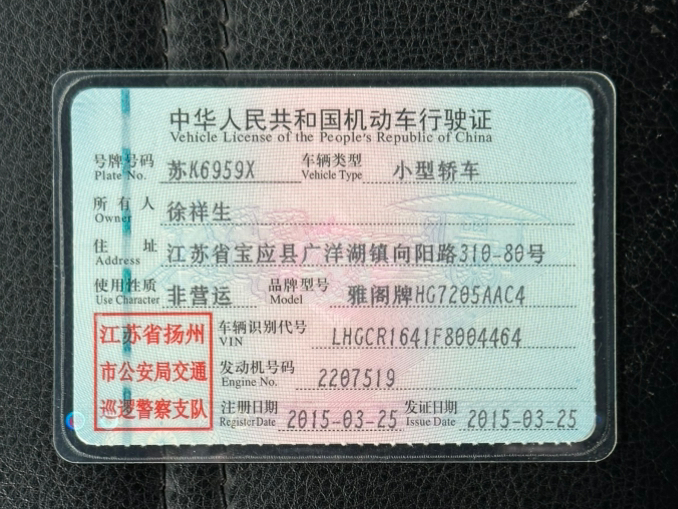 中华人民共和国机动车行驶证
Vehicle License of the People's Republic of China
号牌号码 苏K6959X 车辆类型 小型轿车
Plate No. Vehicle Type
所有人 徐祥生
Owner
住址 江苏省宝应县广洋湖镇向阳路310-80号
Address
使用性质 非营运 品牌型号 雅阁牌HG7205AAC4
Use Character Model
江苏省扬州 车辆识别代号 LHGCR1641F8004464
VIN
市公安局交通 发动机号码 2207519
Engine No.
巡逻警察支队 注册日期 2015-03-25 发证日期 2015-03-25
Register Date Issue Date